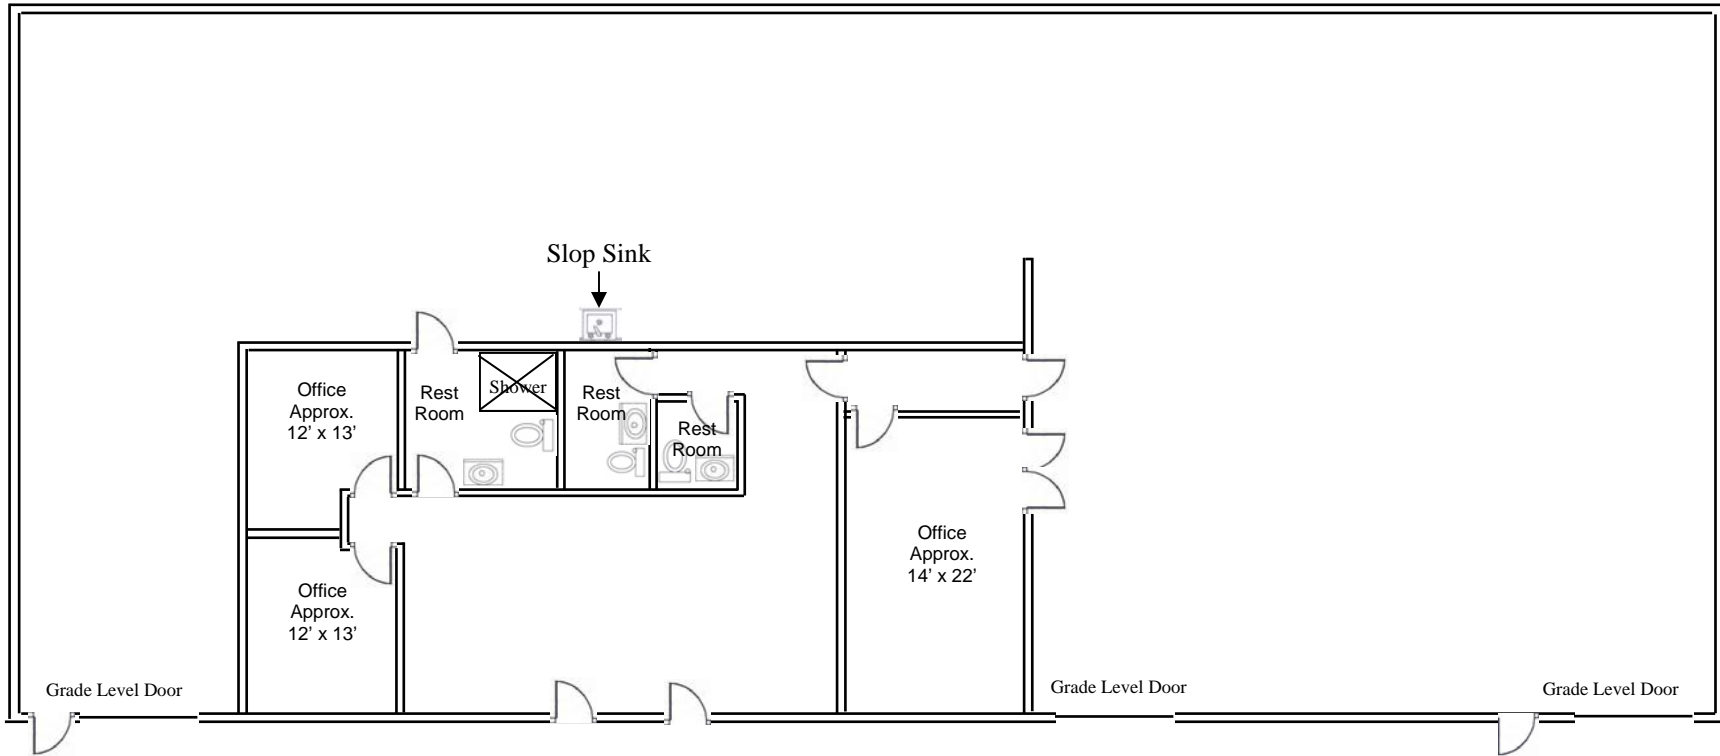 Slop Sink
Office
Approx.
12’ x 13’
Rest
Room
Shower
Rest
Room
Rest
Room
Office
Approx.
14’ x 22’
Office
Approx.
12’ x 13’
Grade Level Door
Grade Level Door
Grade Level Door